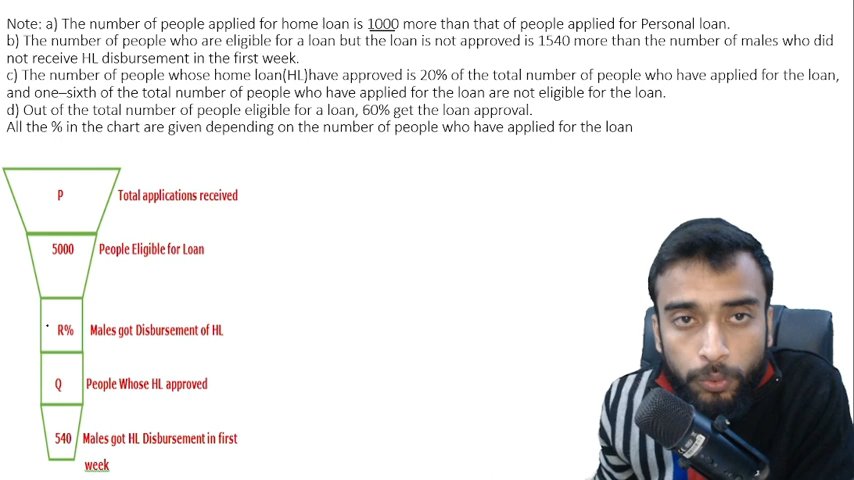 Note: a) The number of people applied for home loan is 1000 more than that of people applied for Personal loan.
b) The number of people who are eligible for a loan but the loan is not approved is 1540 more than the number of males who did
not receive HL disbursement in the first week.
c) The number of people whose home loan(HL)have approved is 20% of the total number of people who have applied for the loan,
and one–sixth of the total number of people who have applied for the loan are not eligible for the loan.
d) Out of the total number of people eligible for a loan, 60% get the loan approval.
All the % in the chart are given depending on the number of people who have applied for the loan
P Total applications received
5000 People Eligible for Loan
R% Males got Disbursement of HL
Q People Whose HL approved
540 Males got HL Disbursement in first
week